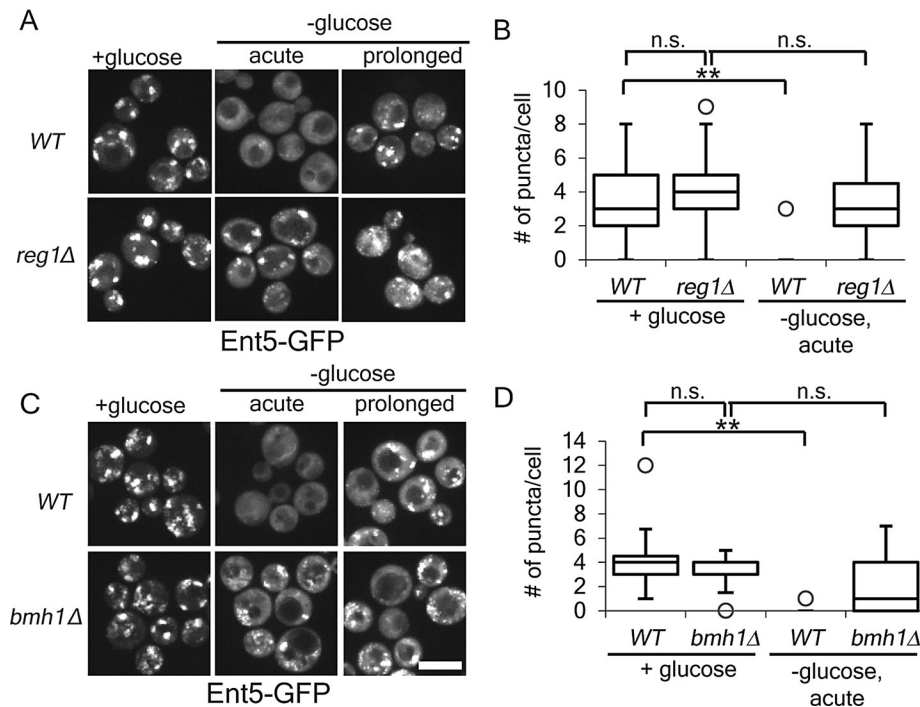 A
-glucose
+glucose
acute
prolonged
WT
reg1Δ
Ent5-GFP
B
n.s.
n.s.
**
# of puncta/cell
10
8
6
4
2
0
WT
reg1Δ
WT
reg1Δ
+ glucose
-glucose,
acute
C
-glucose
+glucose
acute
prolonged
WT
bmh1Δ
Ent5-GFP
D
n.s.
n.s.
**
# of puncta/cell
14
12
10
8
6
4
2
0
WT
bmh1Δ
WT
bmh1Δ
+ glucose
-glucose,
acute